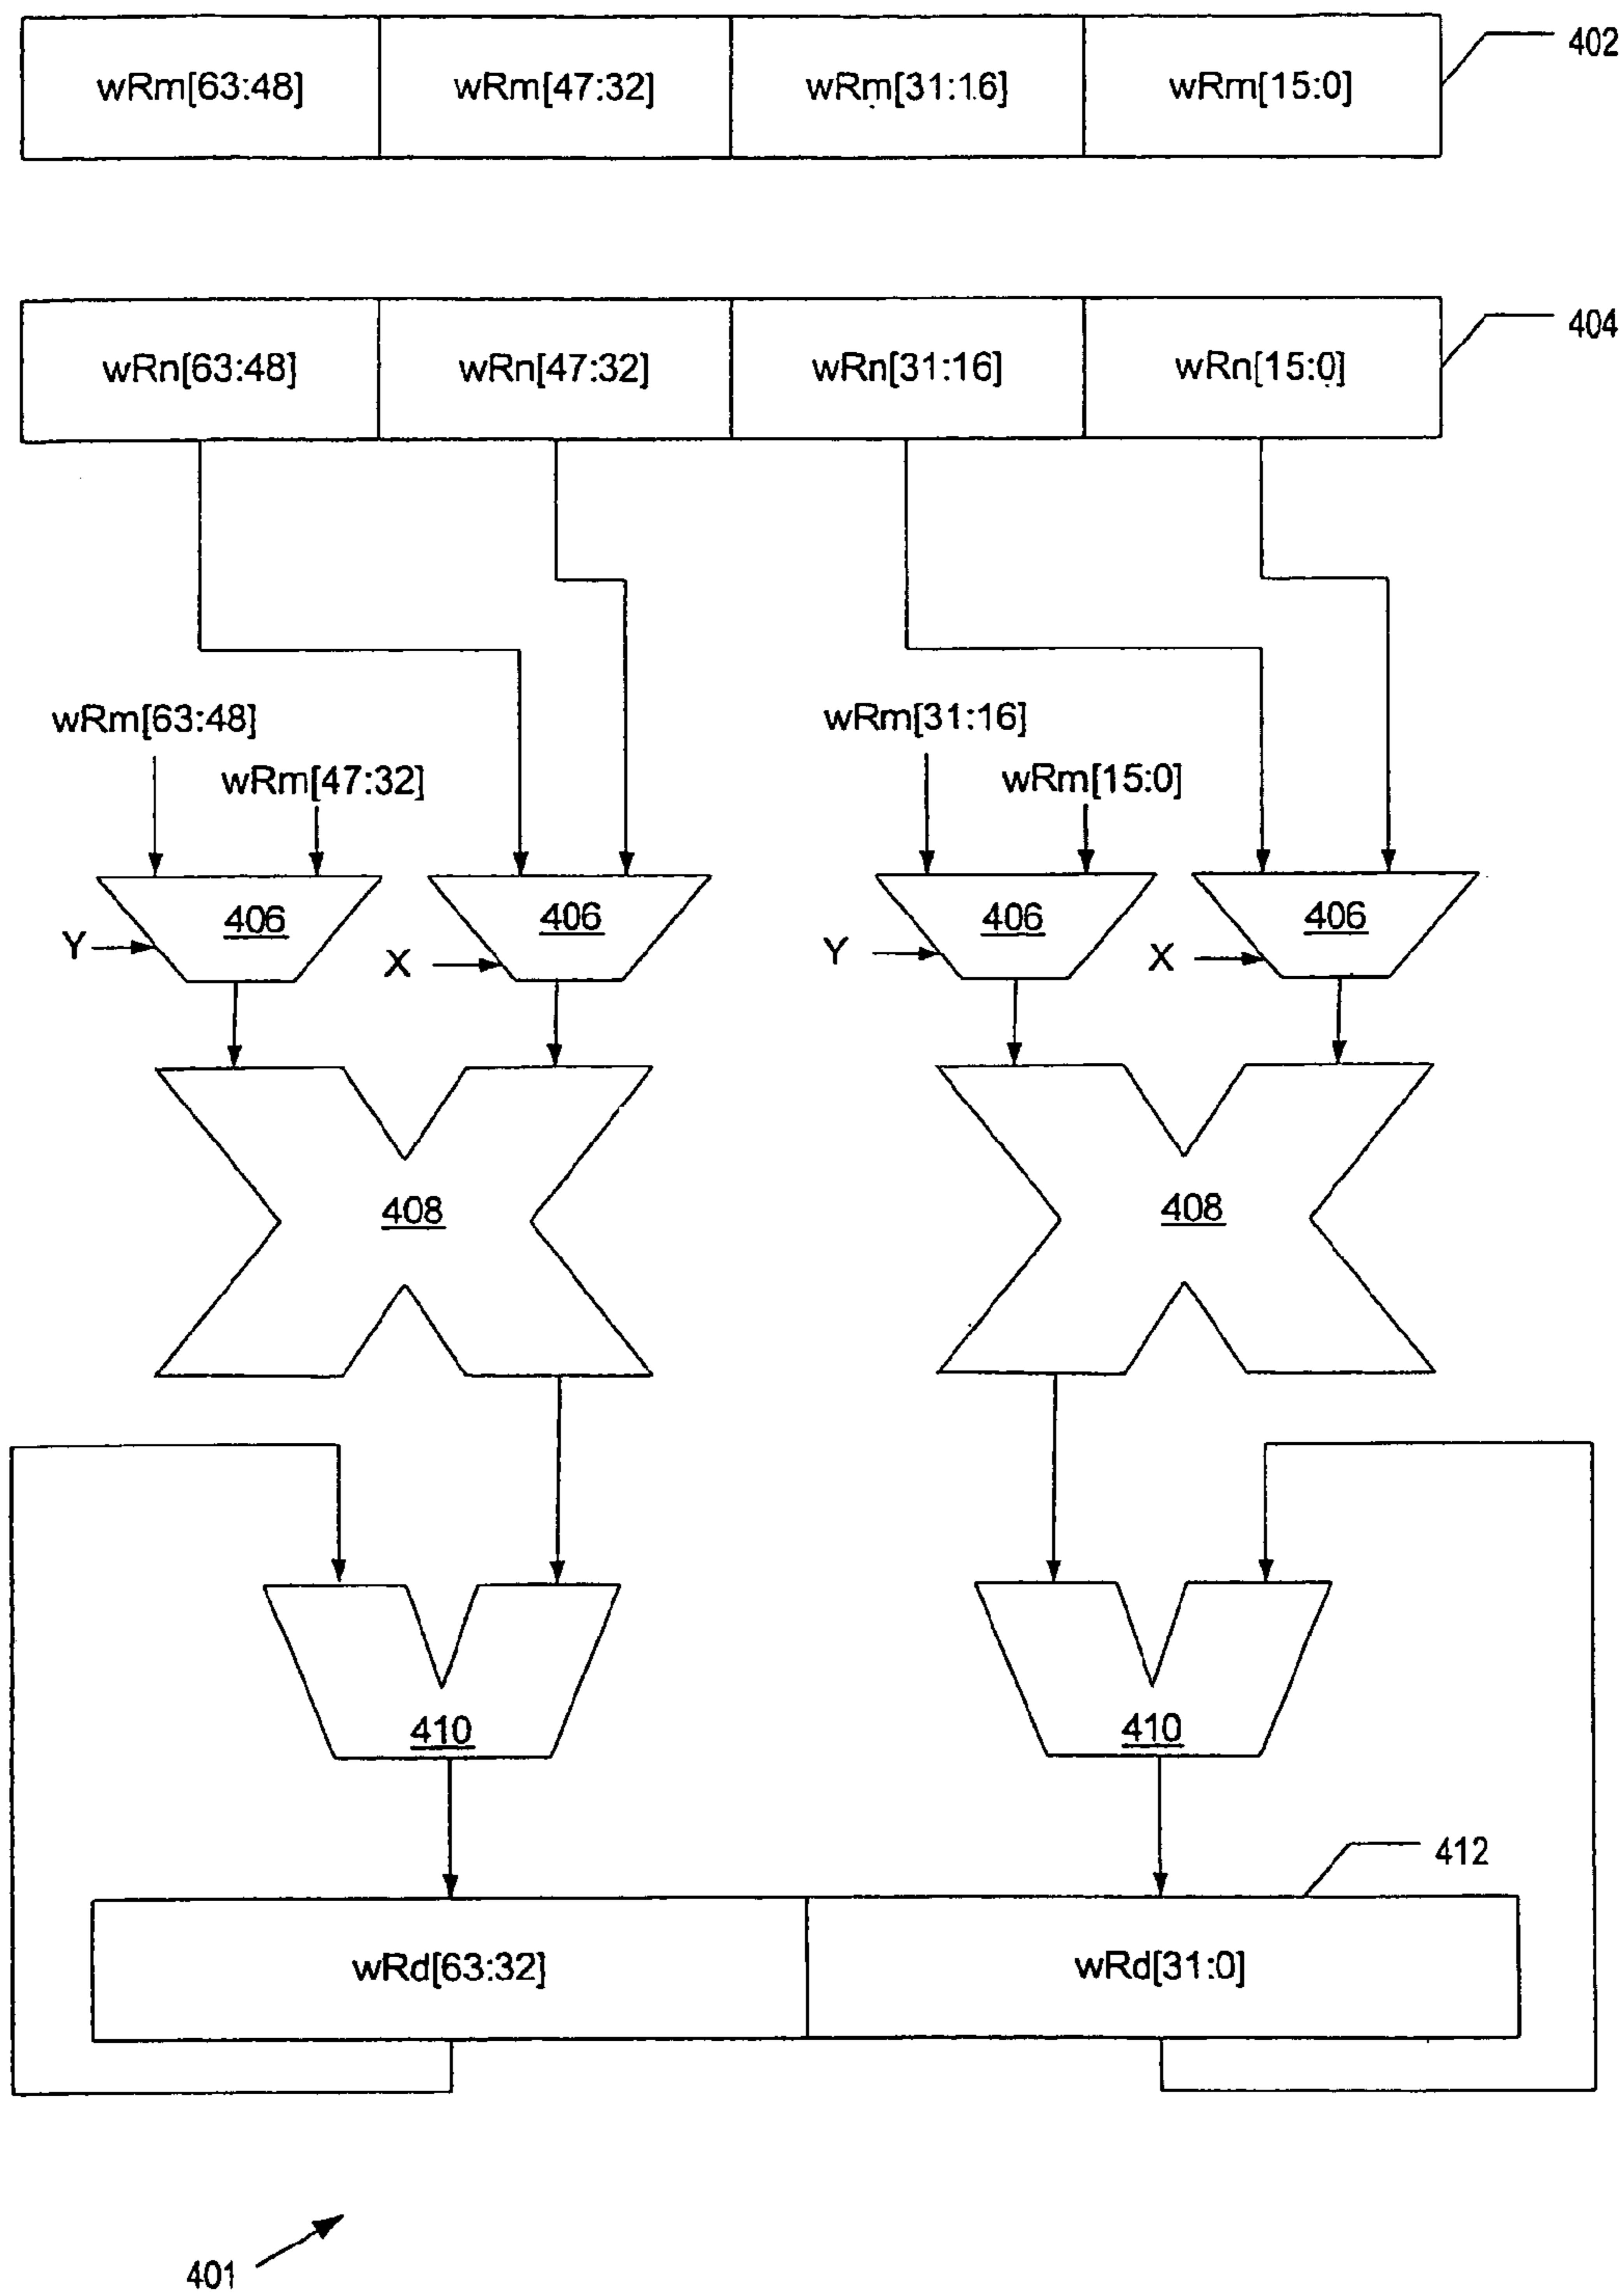 wRm[63:48] wRm[47:32] wRm[31:16] wRm[15:0] 402
wRn[63:48] wRn[47:32] wRn[31:16] wRn[15:0] 404
wRm[63:48] wRm[31:16]
wRm[47:32] wRm[15:0]
406 406 406 406
Y X Y X
408 408
410 410
412
wRd[63:32] wRd[31:0]
401